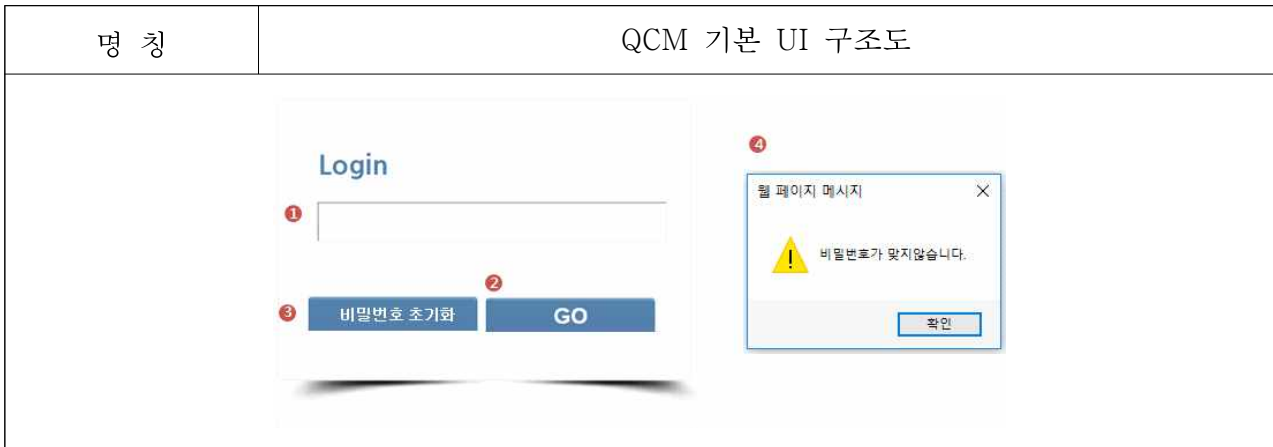 명 칭
QCM 기본 UI 구조도
Login
❶
❷
❸ 비밀번호 초기화 GO
❹
웹 페이지 메시지
비밀번호가 맞지않습니다.
확인